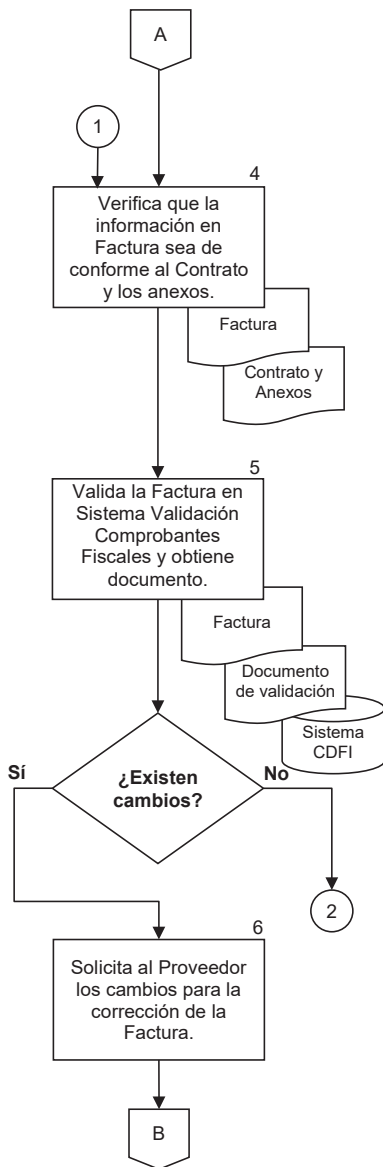 A
1
4
Verifica que la
información en
Factura sea de
conforme al Contrato
y los anexos.
Factura
Contrato y
Anexos
5
Valida la Factura en
Sistema Validación
Comprobantes
Fiscales y obtiene
documento.
Factura
Documento
de validación
Sistema
CDFI
¿Existen
cambios?
Sí
No
2
6
Solicita al Proveedor
los cambios para la
corrección de la
Factura.
B